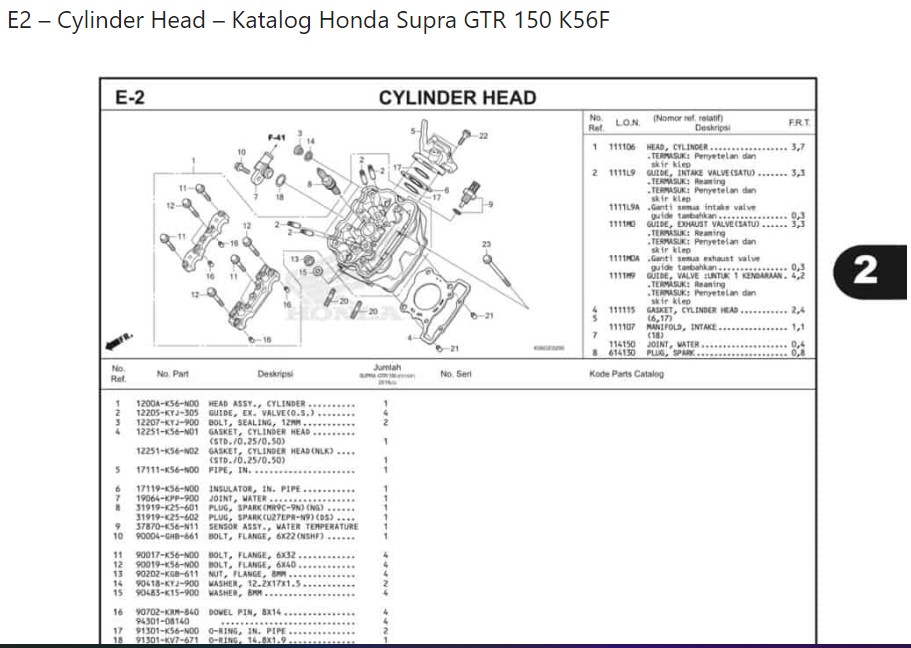 E2 – Cylinder Head – Katalog Honda Supra GTR 150 K56F
E-2
CYLINDER HEAD
F-41
3
14
10
5
22
1
2
17
8
6
7
18
17
9
11
12
2
2
12
11
16
23
13
15
16
11
12
16
20
20
21
4
16
21
FR.
HONDA
No. Ref.
L.O.N.
(Nomor ref. relatif) Deskripsi
F.R.T.
1 111106 HEAD, CYLINDER.................. 3,7
.TERMASUK: Penyetelan dan
skir klep
2 1111L9 GUIDE, INTAKE VALVE(SATU)....... 3,3
.TERMASUK: Reaming
.TERMASUK: Penyetelan dan
skir klep
1111L9A .Ganti semua intake valve
guide tambahkan............... 0,3
1111M0 GUIDE, EXHAUST VALVE(SATU)...... 3,3
.TERMASUK: Reaming
.TERMASUK: Penyetelan dan
skir klep
1111M0A .Ganti semua exhaust valve
guide tambahkan............... 0,3
1111M9 GUIDE, VALVE :UNTUK 1 KENDARAAN. 4,2
.TERMASUK: Reaming
.TERMASUK: Penyetelan dan
skir klep
4 111115 GASKET, CYLINDER HEAD........... 2,4
5 (6,17)
111107 MANIFOLD, INTAKE................ 1,1
7 (18)
114150 JOINT, WATER.................... 0,4
8 614130 PLUG, SPARK..................... 0,8
2
No. Ref.
No. Part
Deskripsi
Jumlah
No. Seri
Kode Parts Catalog
1 1200A-K56-N00 HEAD ASSY., CYLINDER.......... 1
2 12205-KYJ-305 GUIDE, EX. VALVE(O.S.)........ 4
3 12207-KYJ-900 BOLT, SEALING, 12MM........... 2
4 12251-K56-N01 GASKET, CYLINDER HEAD.........
(STD./0.25/0.50) 1
12251-K56-N02 GASKET, CYLINDER HEAD(NLK)....
(STD./0.25/0.50) 1
5 17111-K56-N00 PIPE, IN...................... 1
6 17119-K56-N00 INSULATOR, IN. PIPE........... 1
7 19064-KPP-900 JOINT, WATER.................. 1
8 31919-K25-601 PLUG, SPARK(MR9C-9N)(NG)...... 1
31919-K25-602 PLUG, SPARK(U27EPR-N9)(DS).... 1
9 37870-K56-N11 SENSOR ASSY., WATER TEMPERATURE 1
10 90004-GHB-661 BOLT, FLANGE, 6X22(NSHF)...... 1
11 90017-K56-N00 BOLT, FLANGE, 6X32............ 4
12 90019-K56-N00 BOLT, FLANGE, 6X40............ 4
13 90202-KGB-611 NUT, FLANGE, 8MM.............. 4
14 90418-KYJ-900 WASHER, 12.2X17X1.5........... 2
15 90483-K15-900 WASHER, 8MM................... 4
16 90702-KRM-840 DOWEL PIN, 8X14............... 4
94301-08140 ...................... 4
17 91301-K56-N00 O-RING, IN. PIPE.............. 2
18 91301-KV7-671 O-RING, 14.8X1.9.............. 1